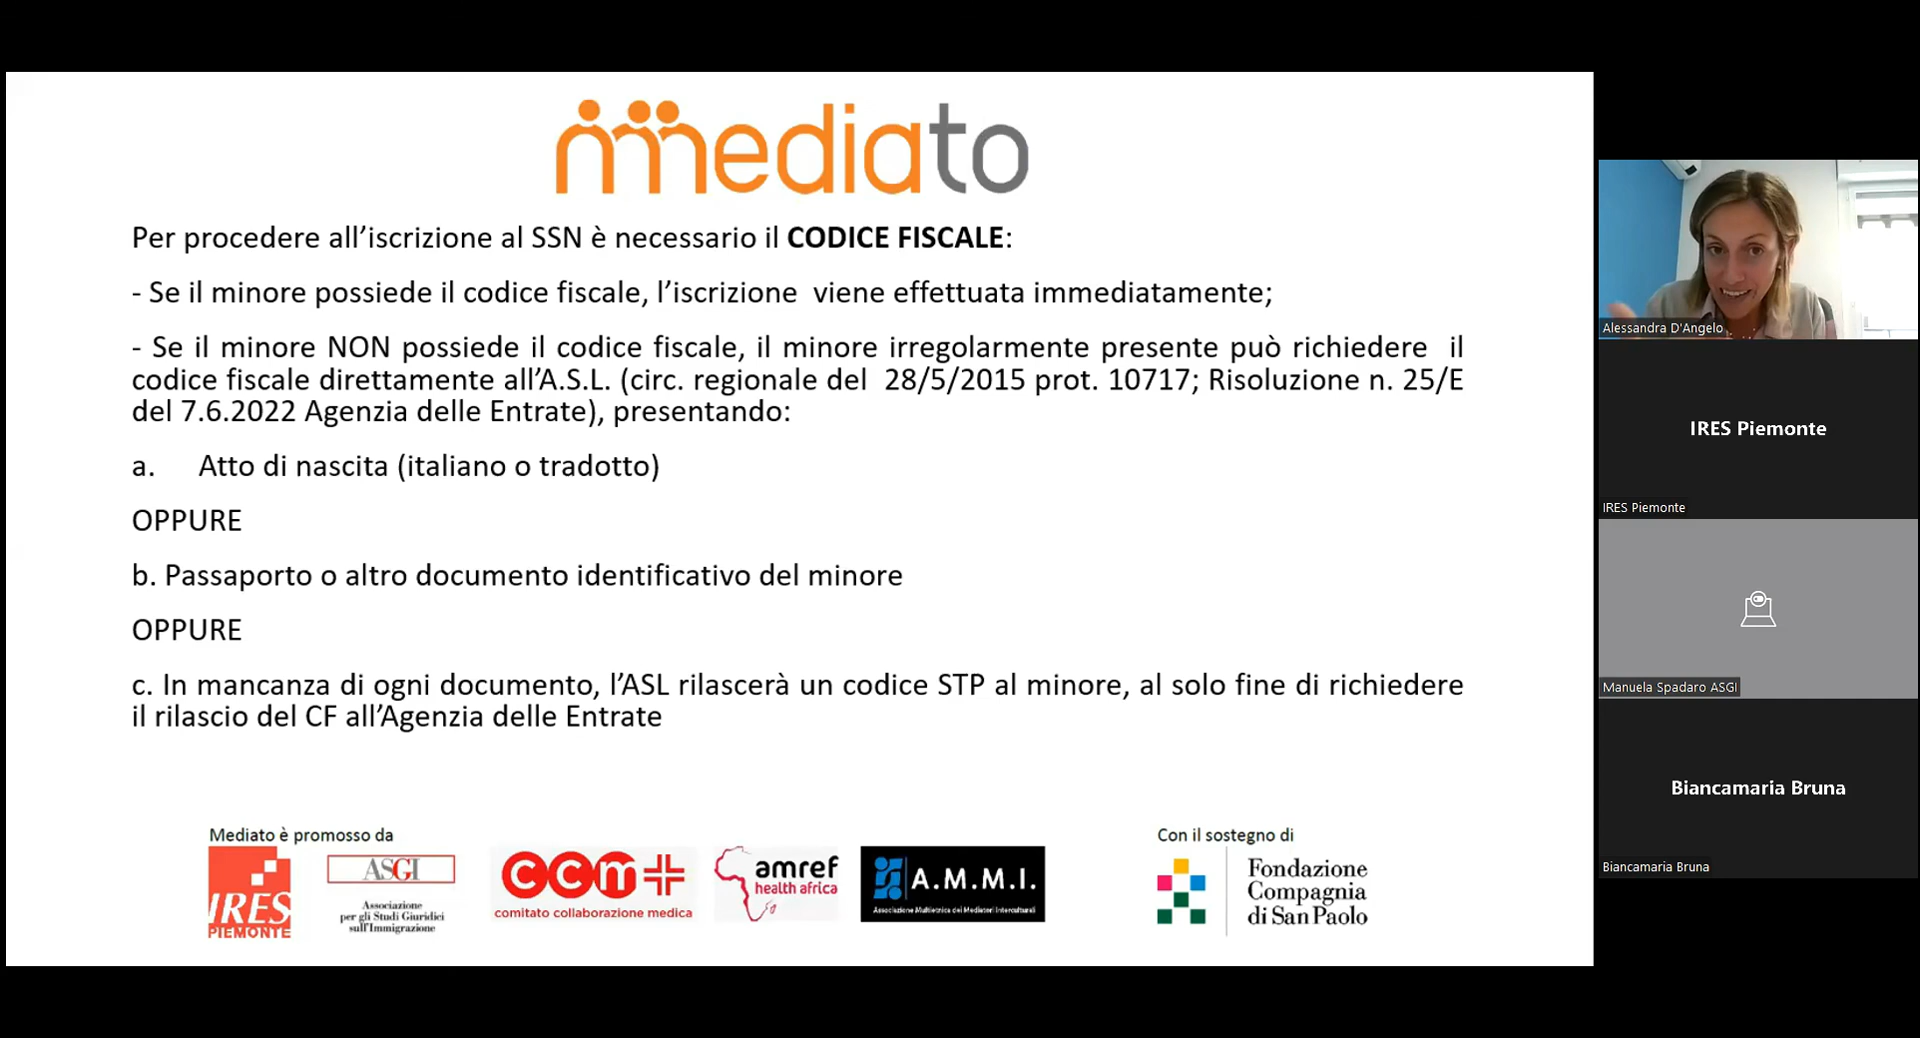 mediato
Per procedere all’iscrizione al SSN è necessario il CODICE FISCALE:
- Se il minore possiede il codice fiscale, l’iscrizione  viene effettuata immediatamente;
- Se il minore NON possiede il codice fiscale, il minore irregolarmente presente può richiedere  il
codice fiscale direttamente all’A.S.L. (circ. regionale del  28/5/2015 prot. 10717; Risoluzione n. 25/E
del 7.6.2022 Agenzia delle Entrate), presentando:
a. Atto di nascita (italiano o tradotto)
OPPURE
b. Passaporto o altro documento identificativo del minore
OPPURE
c. In mancanza di ogni documento, l’ASL rilascerà un codice STP al minore, al solo fine di richiedere
il rilascio del CF all’Agenzia delle Entrate
Mediato è promosso da
IRES
PIEMONTE
ASGI
Associazione
per gli Studi Giuridici
sull'Immigrazione
ccm
comitato collaborazione medica
amref
health africa
A.M.M.I.
Associazione Multietnica dei Mediatori Interculturali
Con il sostegno di
Fondazione
Compagnia
di San Paolo
Alessandra D'Angelo
IRES Piemonte
IRES Piemonte
Manuela Spadaro ASGI
Biancamaria Bruna
Biancamaria Bruna